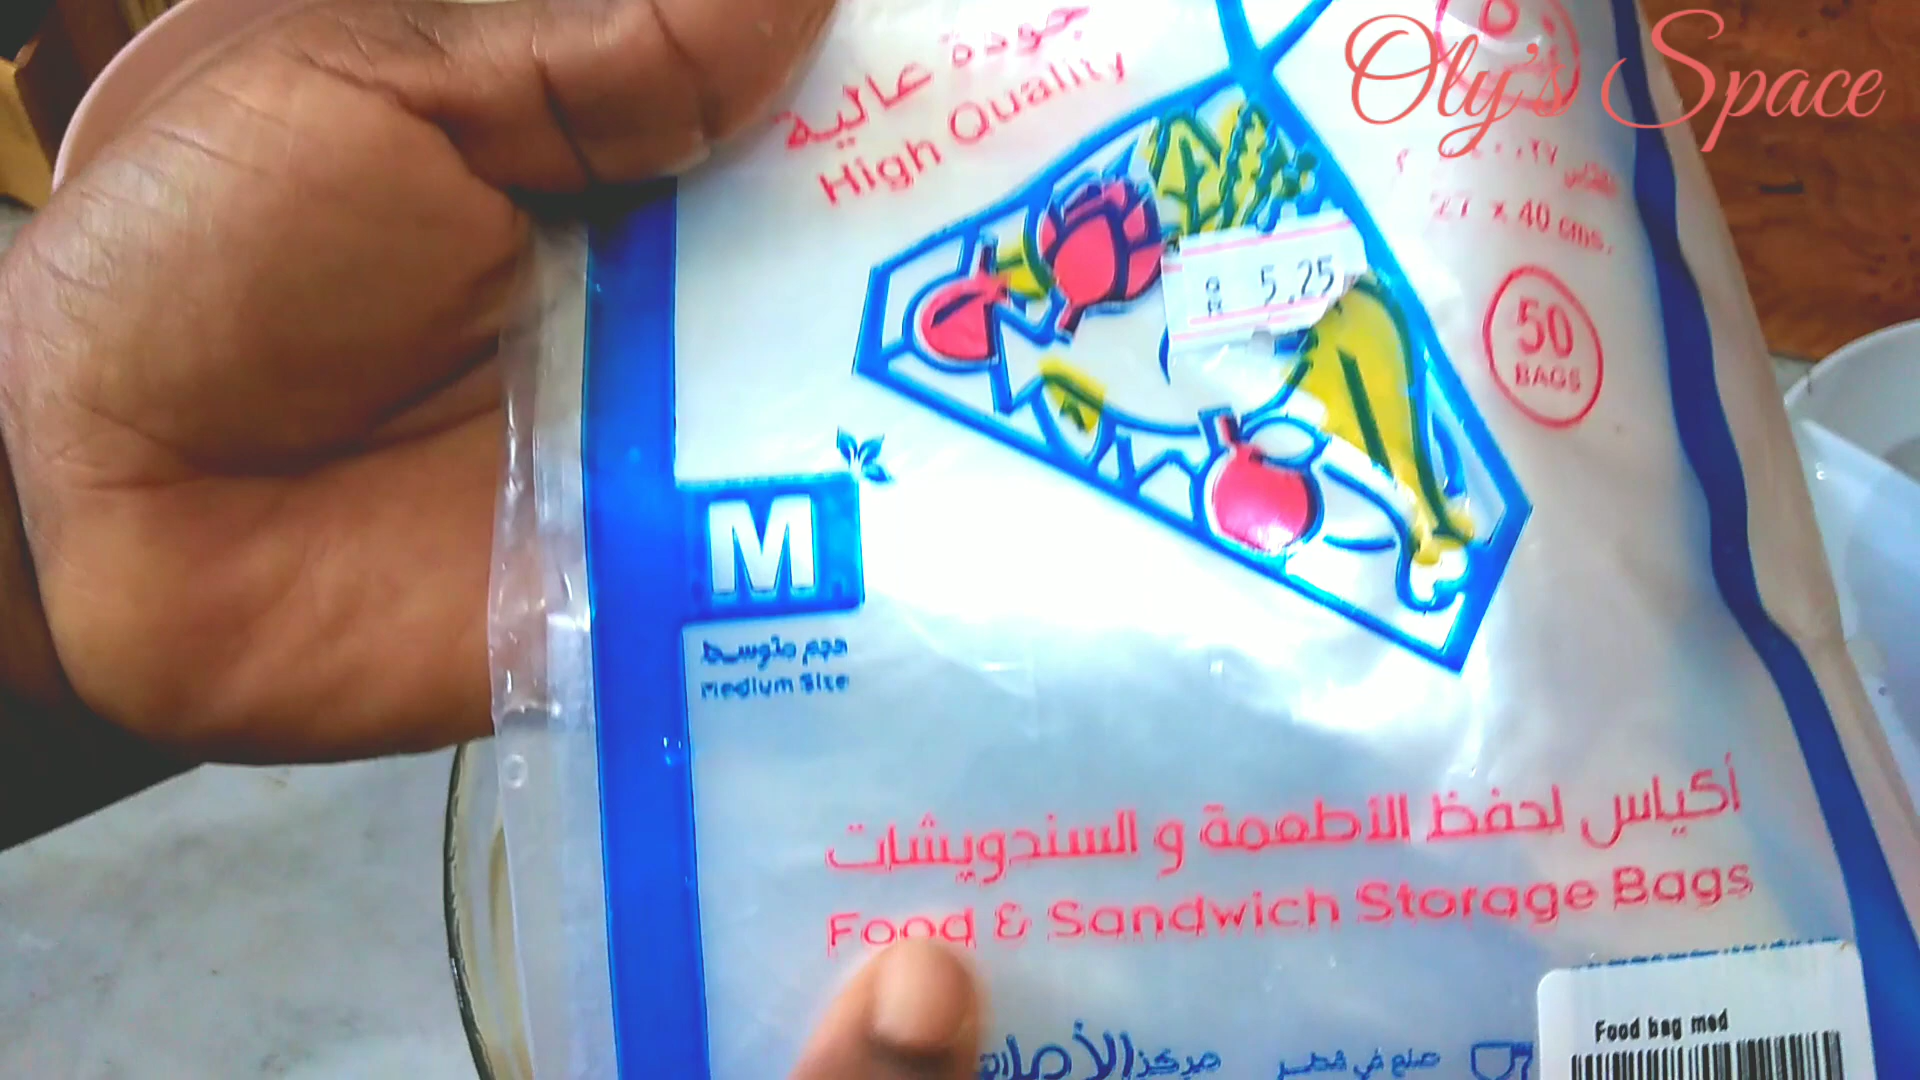 Oly's Space
جودة عالية
High Quality
x 40 cms.
5.25
50
BAGS
M
حجم متوسط
Medium Size
أكياس لحفظ الأطعمة و السندويشات
Food & Sandwich Storage Bags
Food bag med
مركز
صنع في قطر